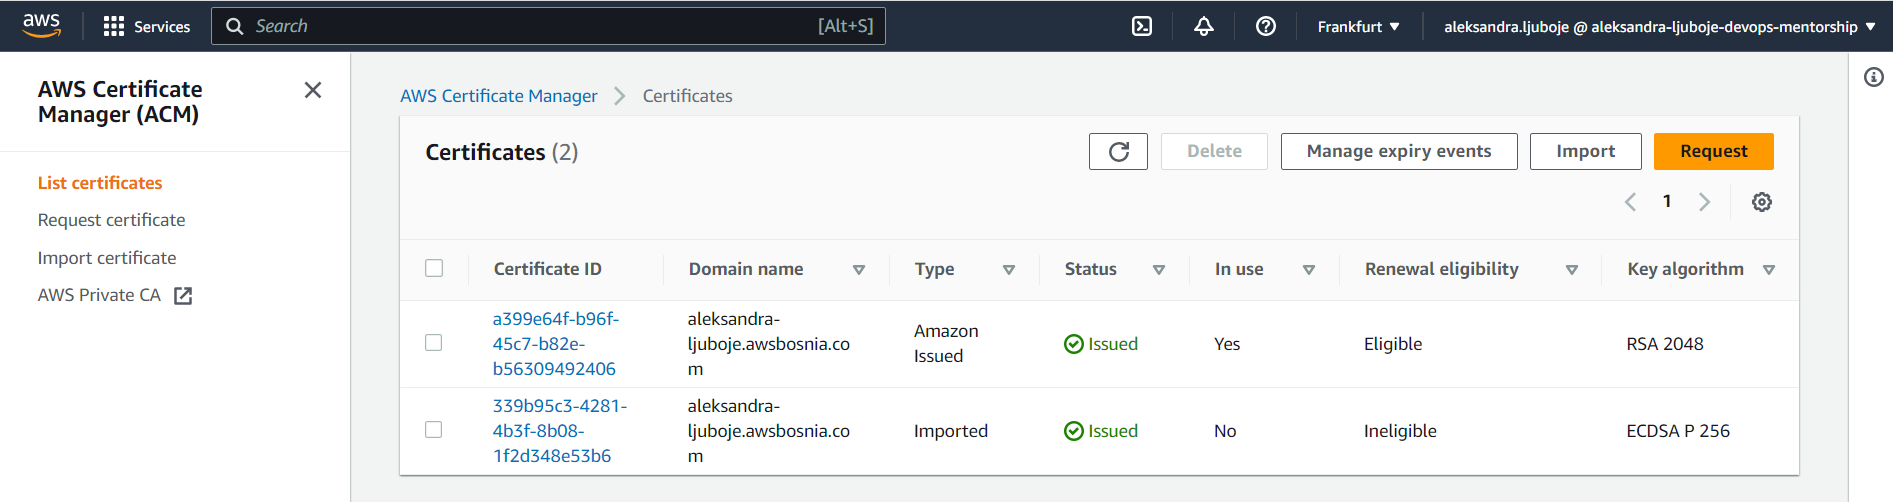 aws
Services
Search
[Alt+S]
Frankfurt
aleksandra.ljuboje @ aleksandra-ljuboje-devops-mentorship
AWS Certificate
Manager (ACM)
List certificates
Request certificate
Import certificate
AWS Private CA
AWS Certificate Manager
Certificates
Certificates (2)
Delete
Manage expiry events
Import
Request
1
Certificate ID
Domain name
Type
Status
In use
Renewal eligibility
Key algorithm
a399e64f-b96f-
45c7-b82e-
b56309492406
aleksandra-
ljuboje.awsbosnia.co
m
Amazon
Issued
Issued
Yes
Eligible
RSA 2048
339b95c3-4281-
4b3f-8b08-
1f2d348e53b6
aleksandra-
ljuboje.awsbosnia.co
m
Imported
Issued
No
Ineligible
ECDSA P 256